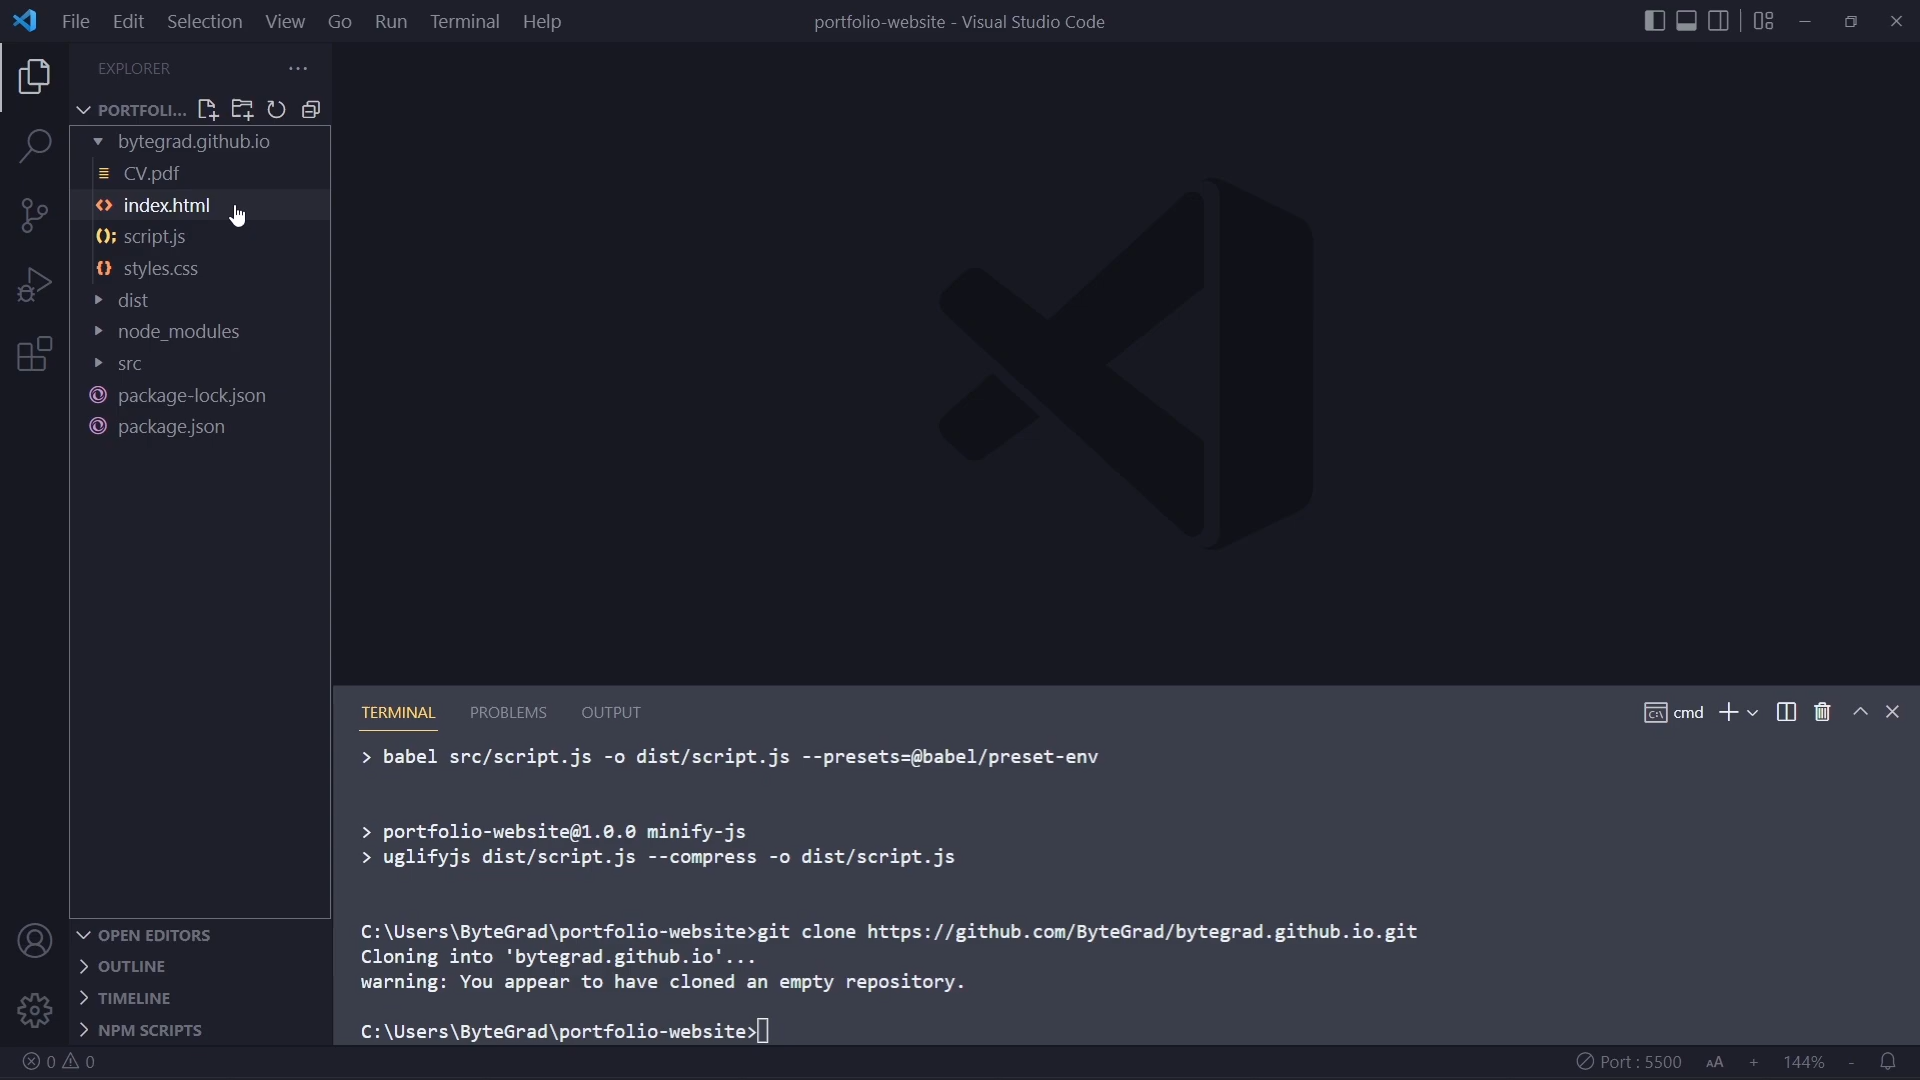 File Edit Selection View Go Run Terminal Help
portfolio-website - Visual Studio Code
EXPLORER
PORTFOLI...
bytegrad.github.io
CV.pdf
index.html
script.js
styles.css
dist
node_modules
src
package-lock.json
package.json
OPEN EDITORS
OUTLINE
TIMELINE
NPM SCRIPTS
TERMINAL PROBLEMS OUTPUT
cmd
> babel src/script.js -o dist/script.js --presets=@babel/preset-env
> portfolio-website@1.0.0 minify-js
> uglifyjs dist/script.js --compress -o dist/script.js
C:\Users\ByteGrad\portfolio-website>git clone https://github.com/ByteGrad/bytegrad.github.io.git
Cloning into 'bytegrad.github.io'...
warning: You appear to have cloned an empty repository.
C:\Users\ByteGrad\portfolio-website>
0 0
Port : 5500 AA + 144% -